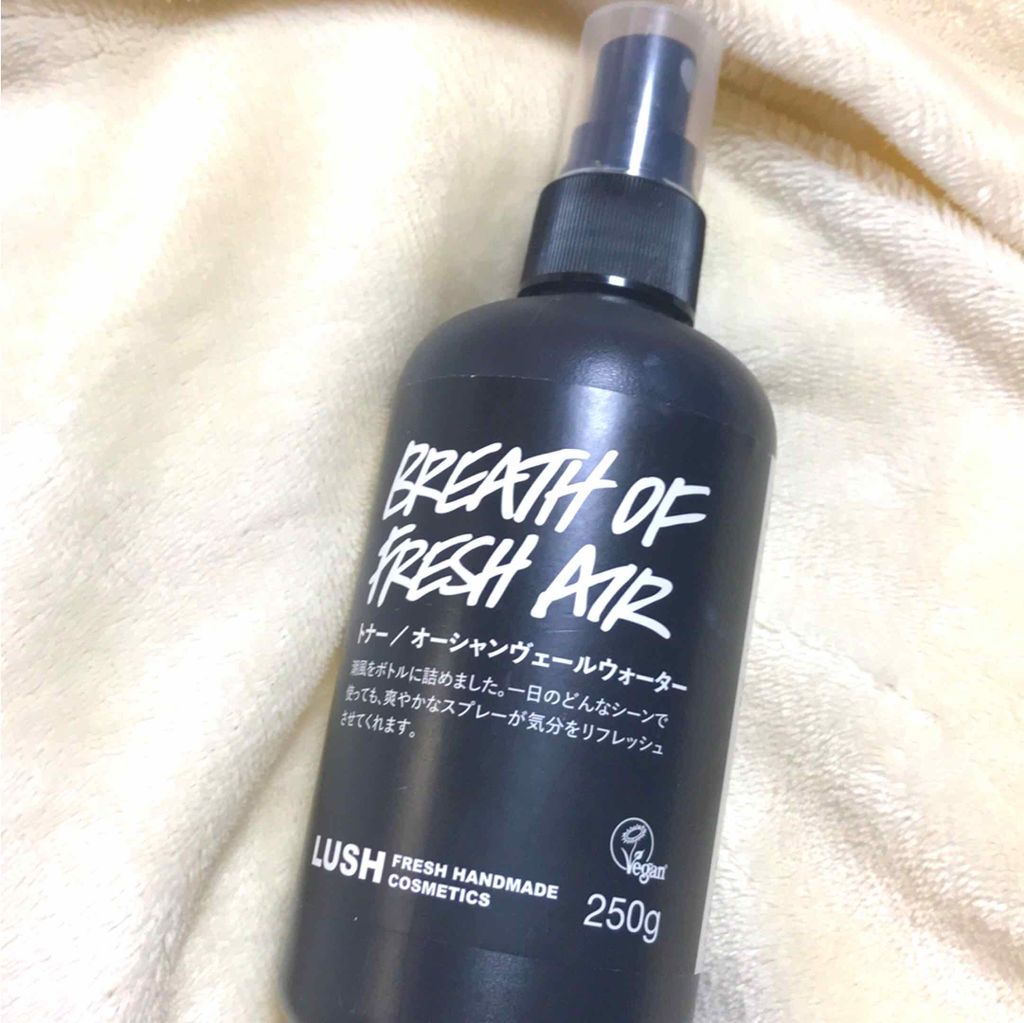 BREATH OF
FRESH AIR
トナー/オーシャンヴェールウォーター
潮風をボトルに詰めました。一日のどんなシーンで
使っても、爽やかなスプレーが気分をリフレッシュ
させてくれます。
Vegan
LUSH FRESH HANDMADE
COSMETICS
250g